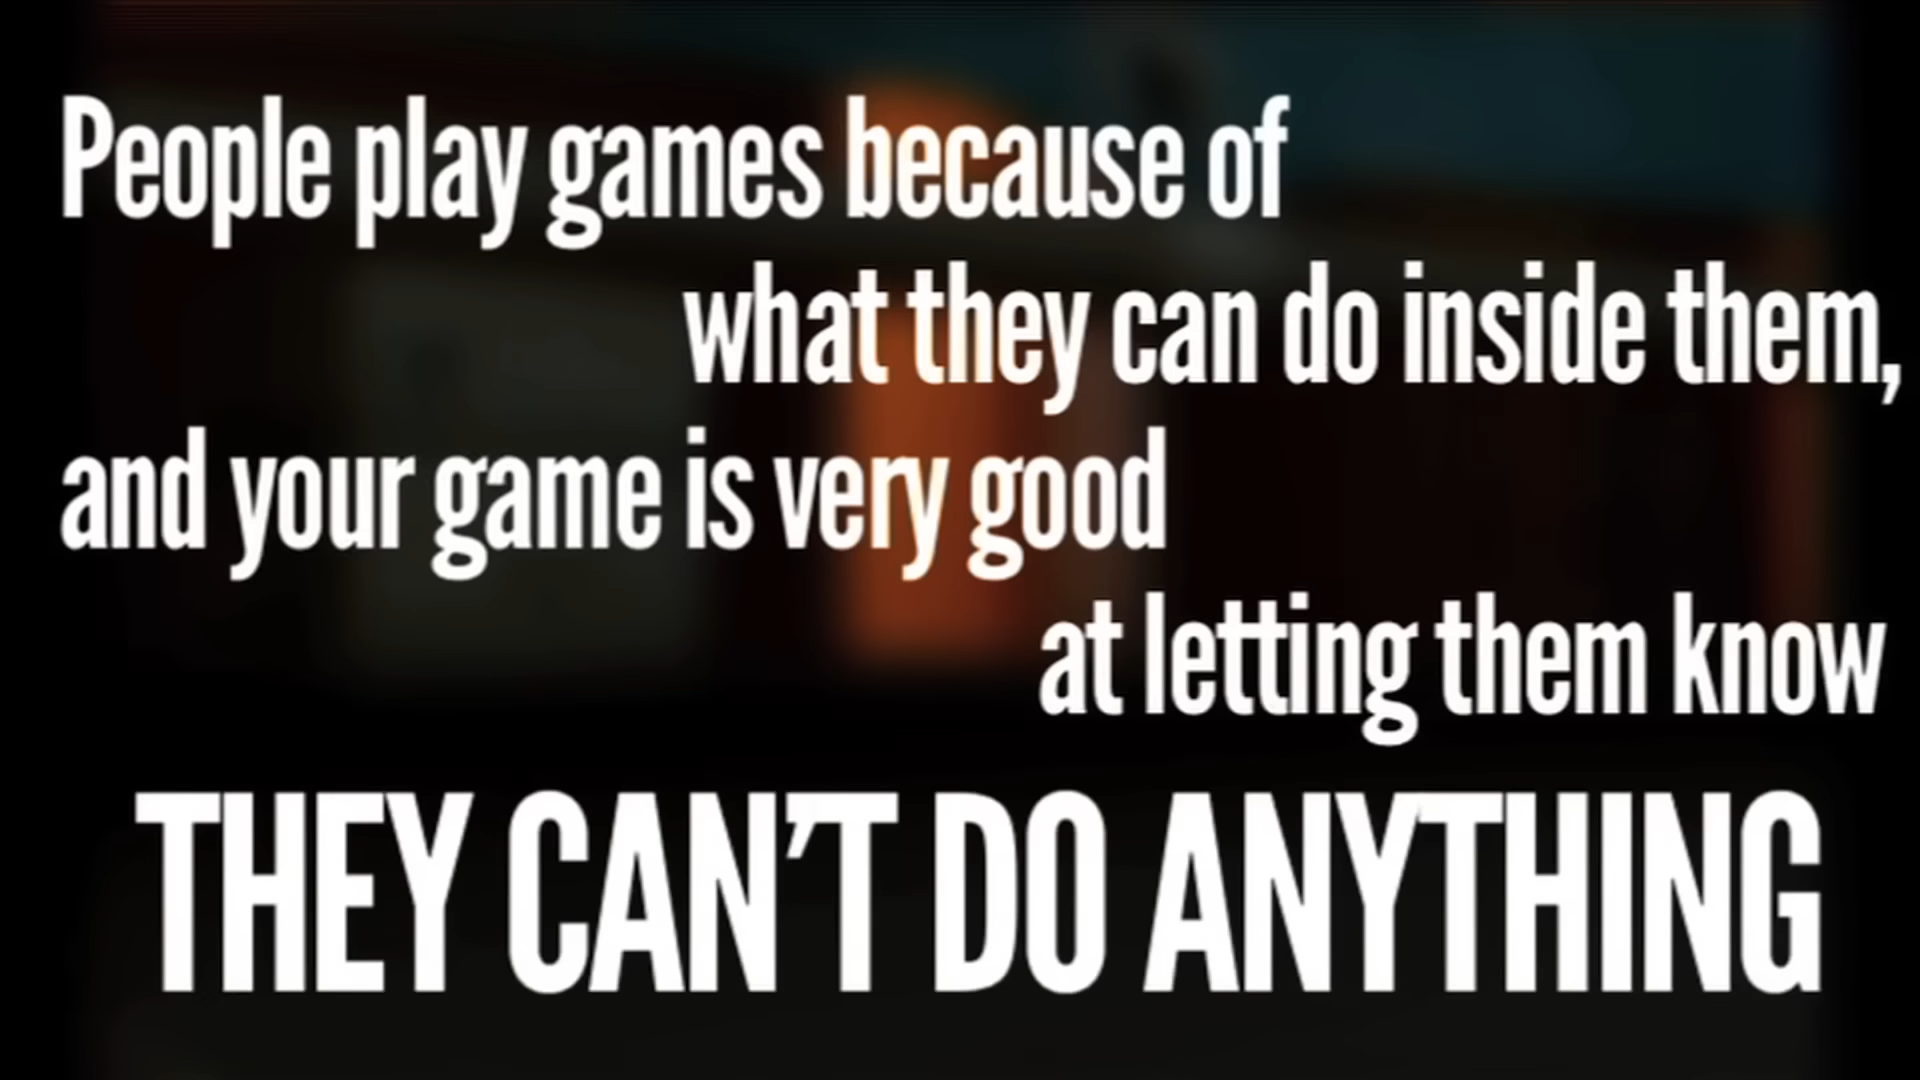 People play games because of
what they can do inside them,
and your game is very good
at letting them know
THEY CAN'T DO ANYTHING